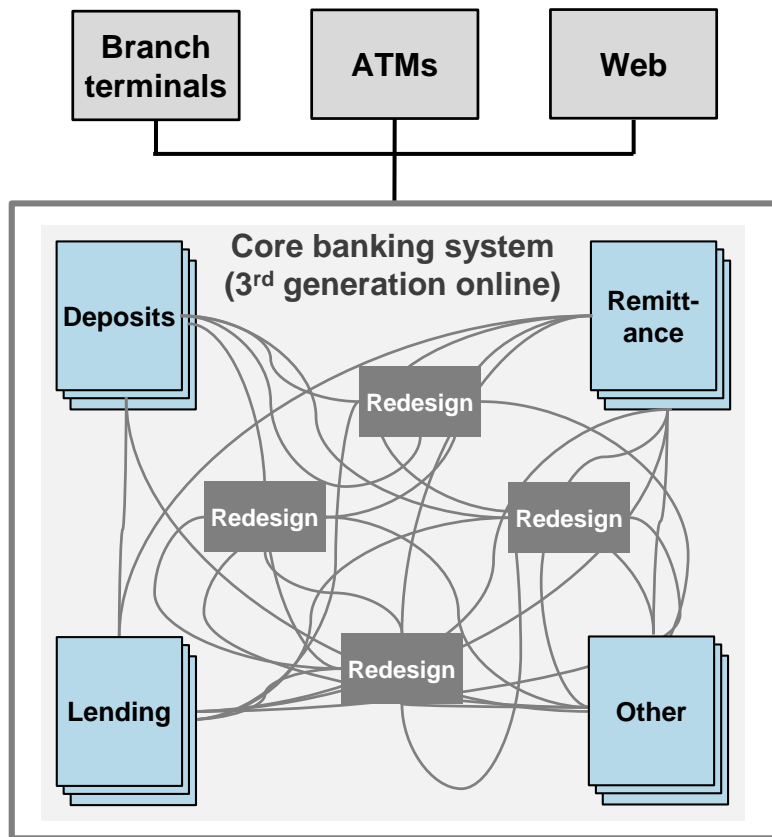 Branch
terminals
ATMs
Web
Core banking system
(3rd generation online)
Deposits
Remitt-
ance
Redesign
Redesign
Redesign
Redesign
Lending
Other